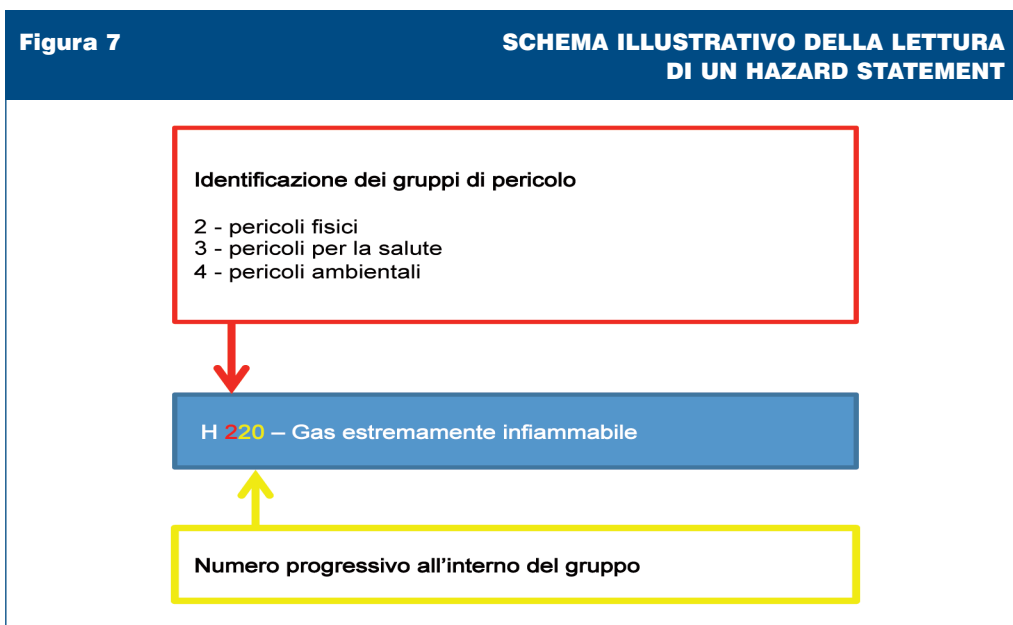 Figura 7
SCHEMA ILLUSTRATIVO DELLA LETTURA
DI UN HAZARD STATEMENT
Identificazione dei gruppi di pericolo
2 - pericoli fisici
3 - pericoli per la salute
4 - pericoli ambientali
H 220 – Gas estremamente infiammabile
Numero progressivo all'interno del gruppo